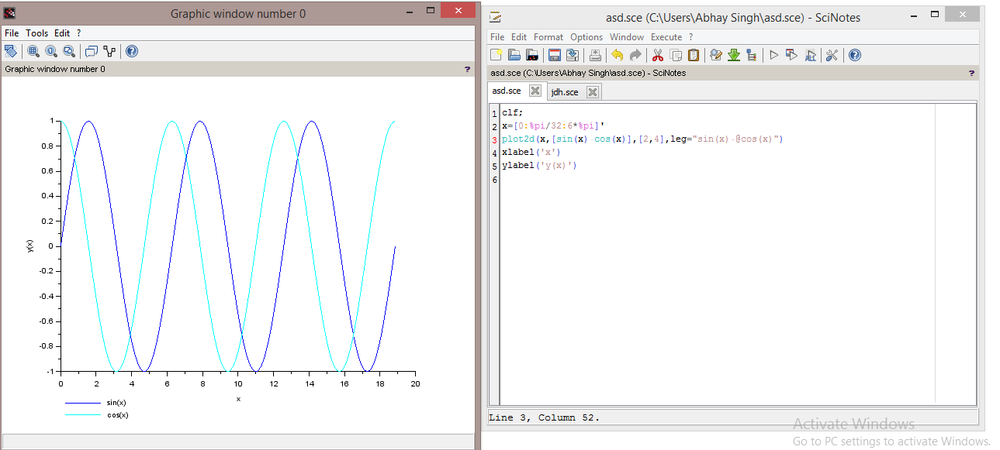 Graphic window number 0
File Tools Edit ?
Graphic window number 0 ?
1
0.8
0.6
0.4
0.2
0
-0.2
-0.4
-0.6
-0.8
-1
y(x)
0 2 4 6 8 10 12 14 16 18 20
x
sin(x)
cos(x)
asd.sce (C:\Users\Abhay Singh\asd.sce) - SciNotes
File Edit Format Options Window Execute ?
asd.sce (C:\Users\Abhay Singh\asd.sce) - SciNotes ?
asd.sce jdh.sce
1 clf;
2 x=[0:%pi/32:6*%pi]'
3 plot2d(x,[sin(x) cos(x)],[2,4],leg="sin(x) @cos(x)")
4 xlabel('x')
5 ylabel('y(x)')
6
Line 3, Column 52.
Activate Windows
Go to PC settings to activate Windows.